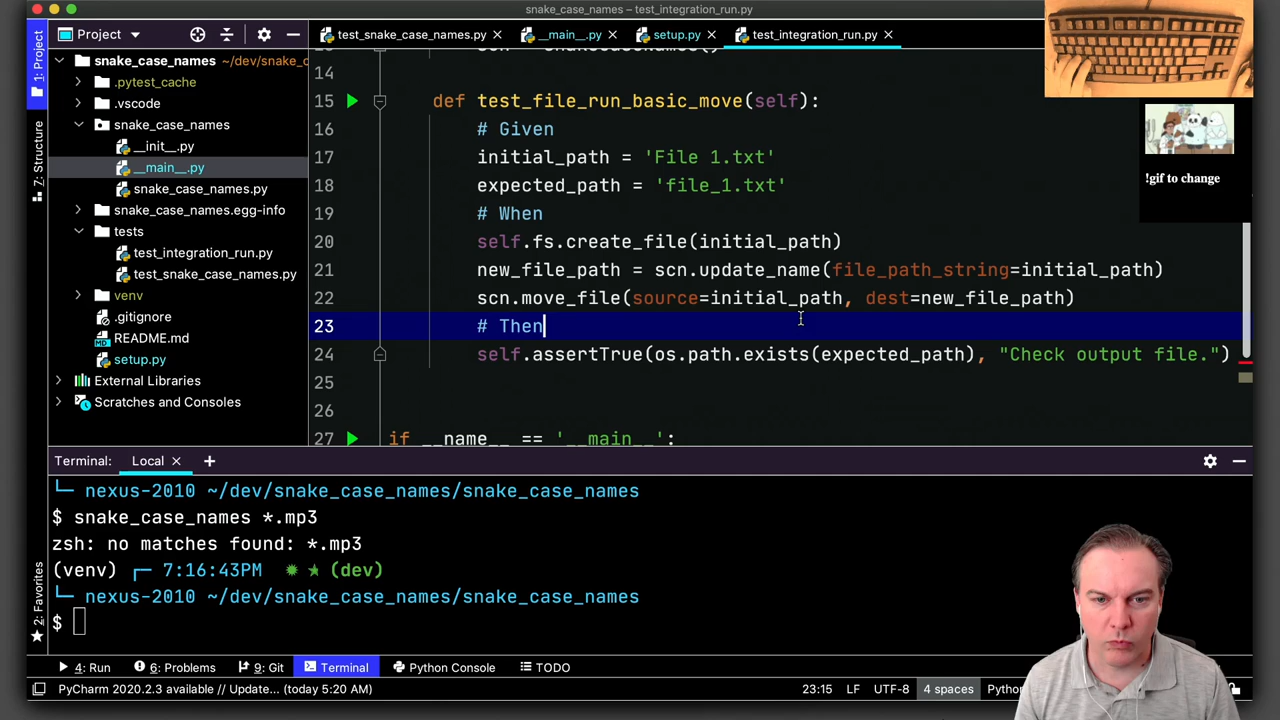 snake_case_names – test_integration_run.py
Project
test_snake_case_names.py
__main__.py
setup.py
test_integration_run.py
1: Project
7: Structure
2: Favorites
snake_case_names ~/dev/snake_c
.pytest_cache
.vscode
snake_case_names
__init__.py
__main__.py
snake_case_names.py
snake_case_names.egg-info
tests
test_integration_run.py
test_snake_case_names.py
venv
.gitignore
README.md
setup.py
External Libraries
Scratches and Consoles
14
15 def test_file_run_basic_move(self):
16 # Given
17 initial_path = 'File 1.txt'
18 expected_path = 'file_1.txt'
19 # When
20 self.fs.create_file(initial_path)
21 new_file_path = scn.update_name(file_path_string=initial_path)
22 scn.move_file(source=initial_path, dest=new_file_path)
23 # Then
24 self.assertTrue(os.path.exists(expected_path), "Check output file.")
25
26
27 if __name__ == '__main__':
!gif to change
Terminal: Local +
nexus-2010 ~/dev/snake_case_names/snake_case_names
$ snake_case_names *.mp3
zsh: no matches found: *.mp3
(venv) 7:16:43PM (dev)
nexus-2010 ~/dev/snake_case_names/snake_case_names
$
4: Run 6: Problems 9: Git Terminal Python Console TODO
PyCharm 2020.2.3 available // Update... (today 5:20 AM) 23:15 LF UTF-8 4 spaces Python